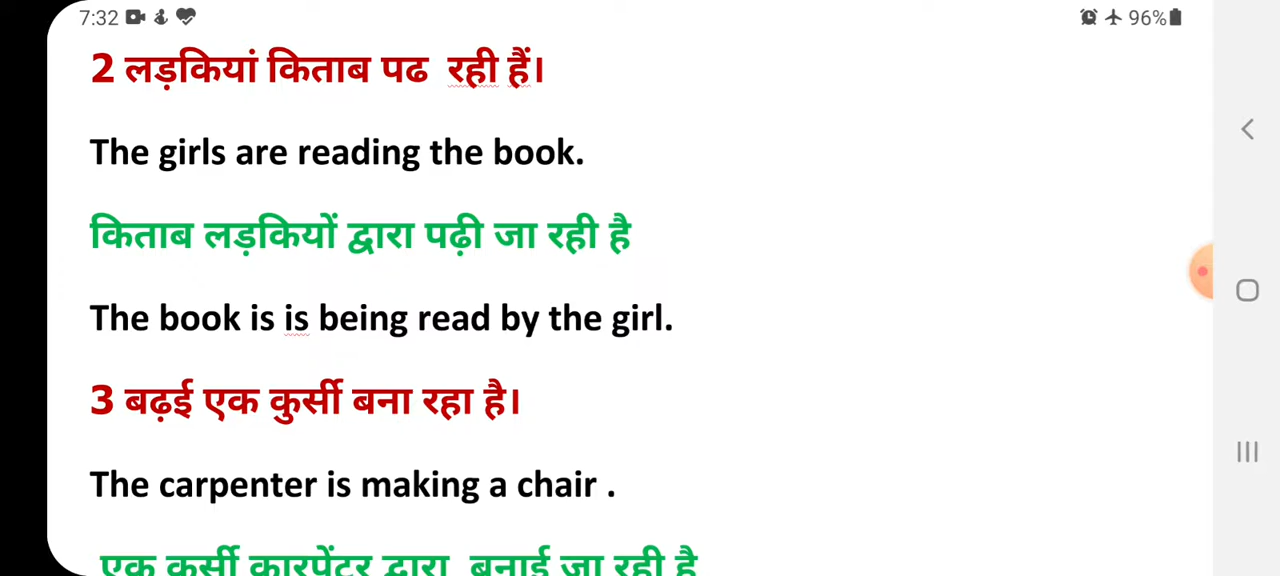 7:32
96%
2 लड़कियां किताब पढ रही हैं।
The girls are reading the book.
किताब लड़कियों द्वारा पढ़ी जा रही है
The book is is being read by the girl.
3 बढ़ई एक कुर्सी बना रहा है।
The carpenter is making a chair .
एक कुर्सी कारपेंटर द्वारा बनाई जा रही है